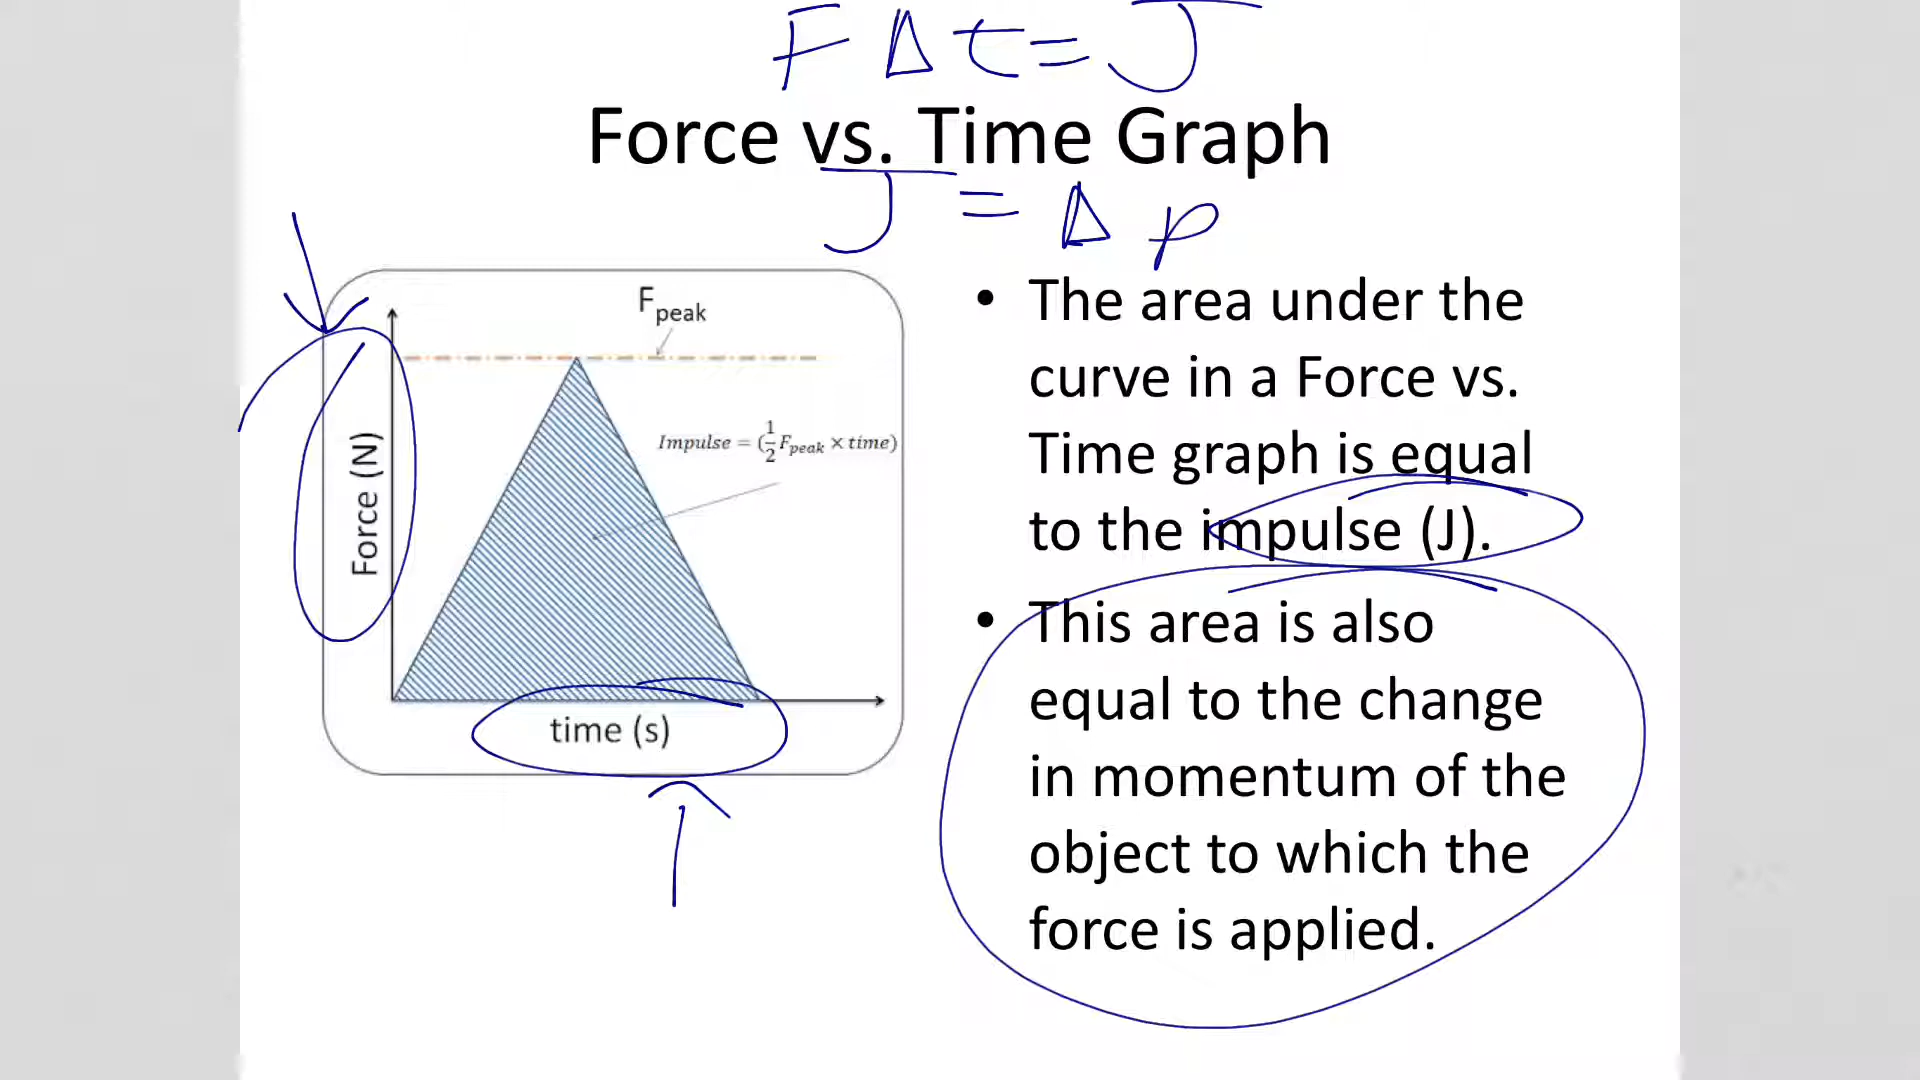 F Δ t = J
Force vs. Time Graph
J = Δ p
F_peak
Impulse = (1/2 F_peak × time)
Force (N)
time (s)
• The area under the
curve in a Force vs.
Time graph is equal
to the impulse (J).
• This area is also
equal to the change
in momentum of the
object to which the
force is applied.